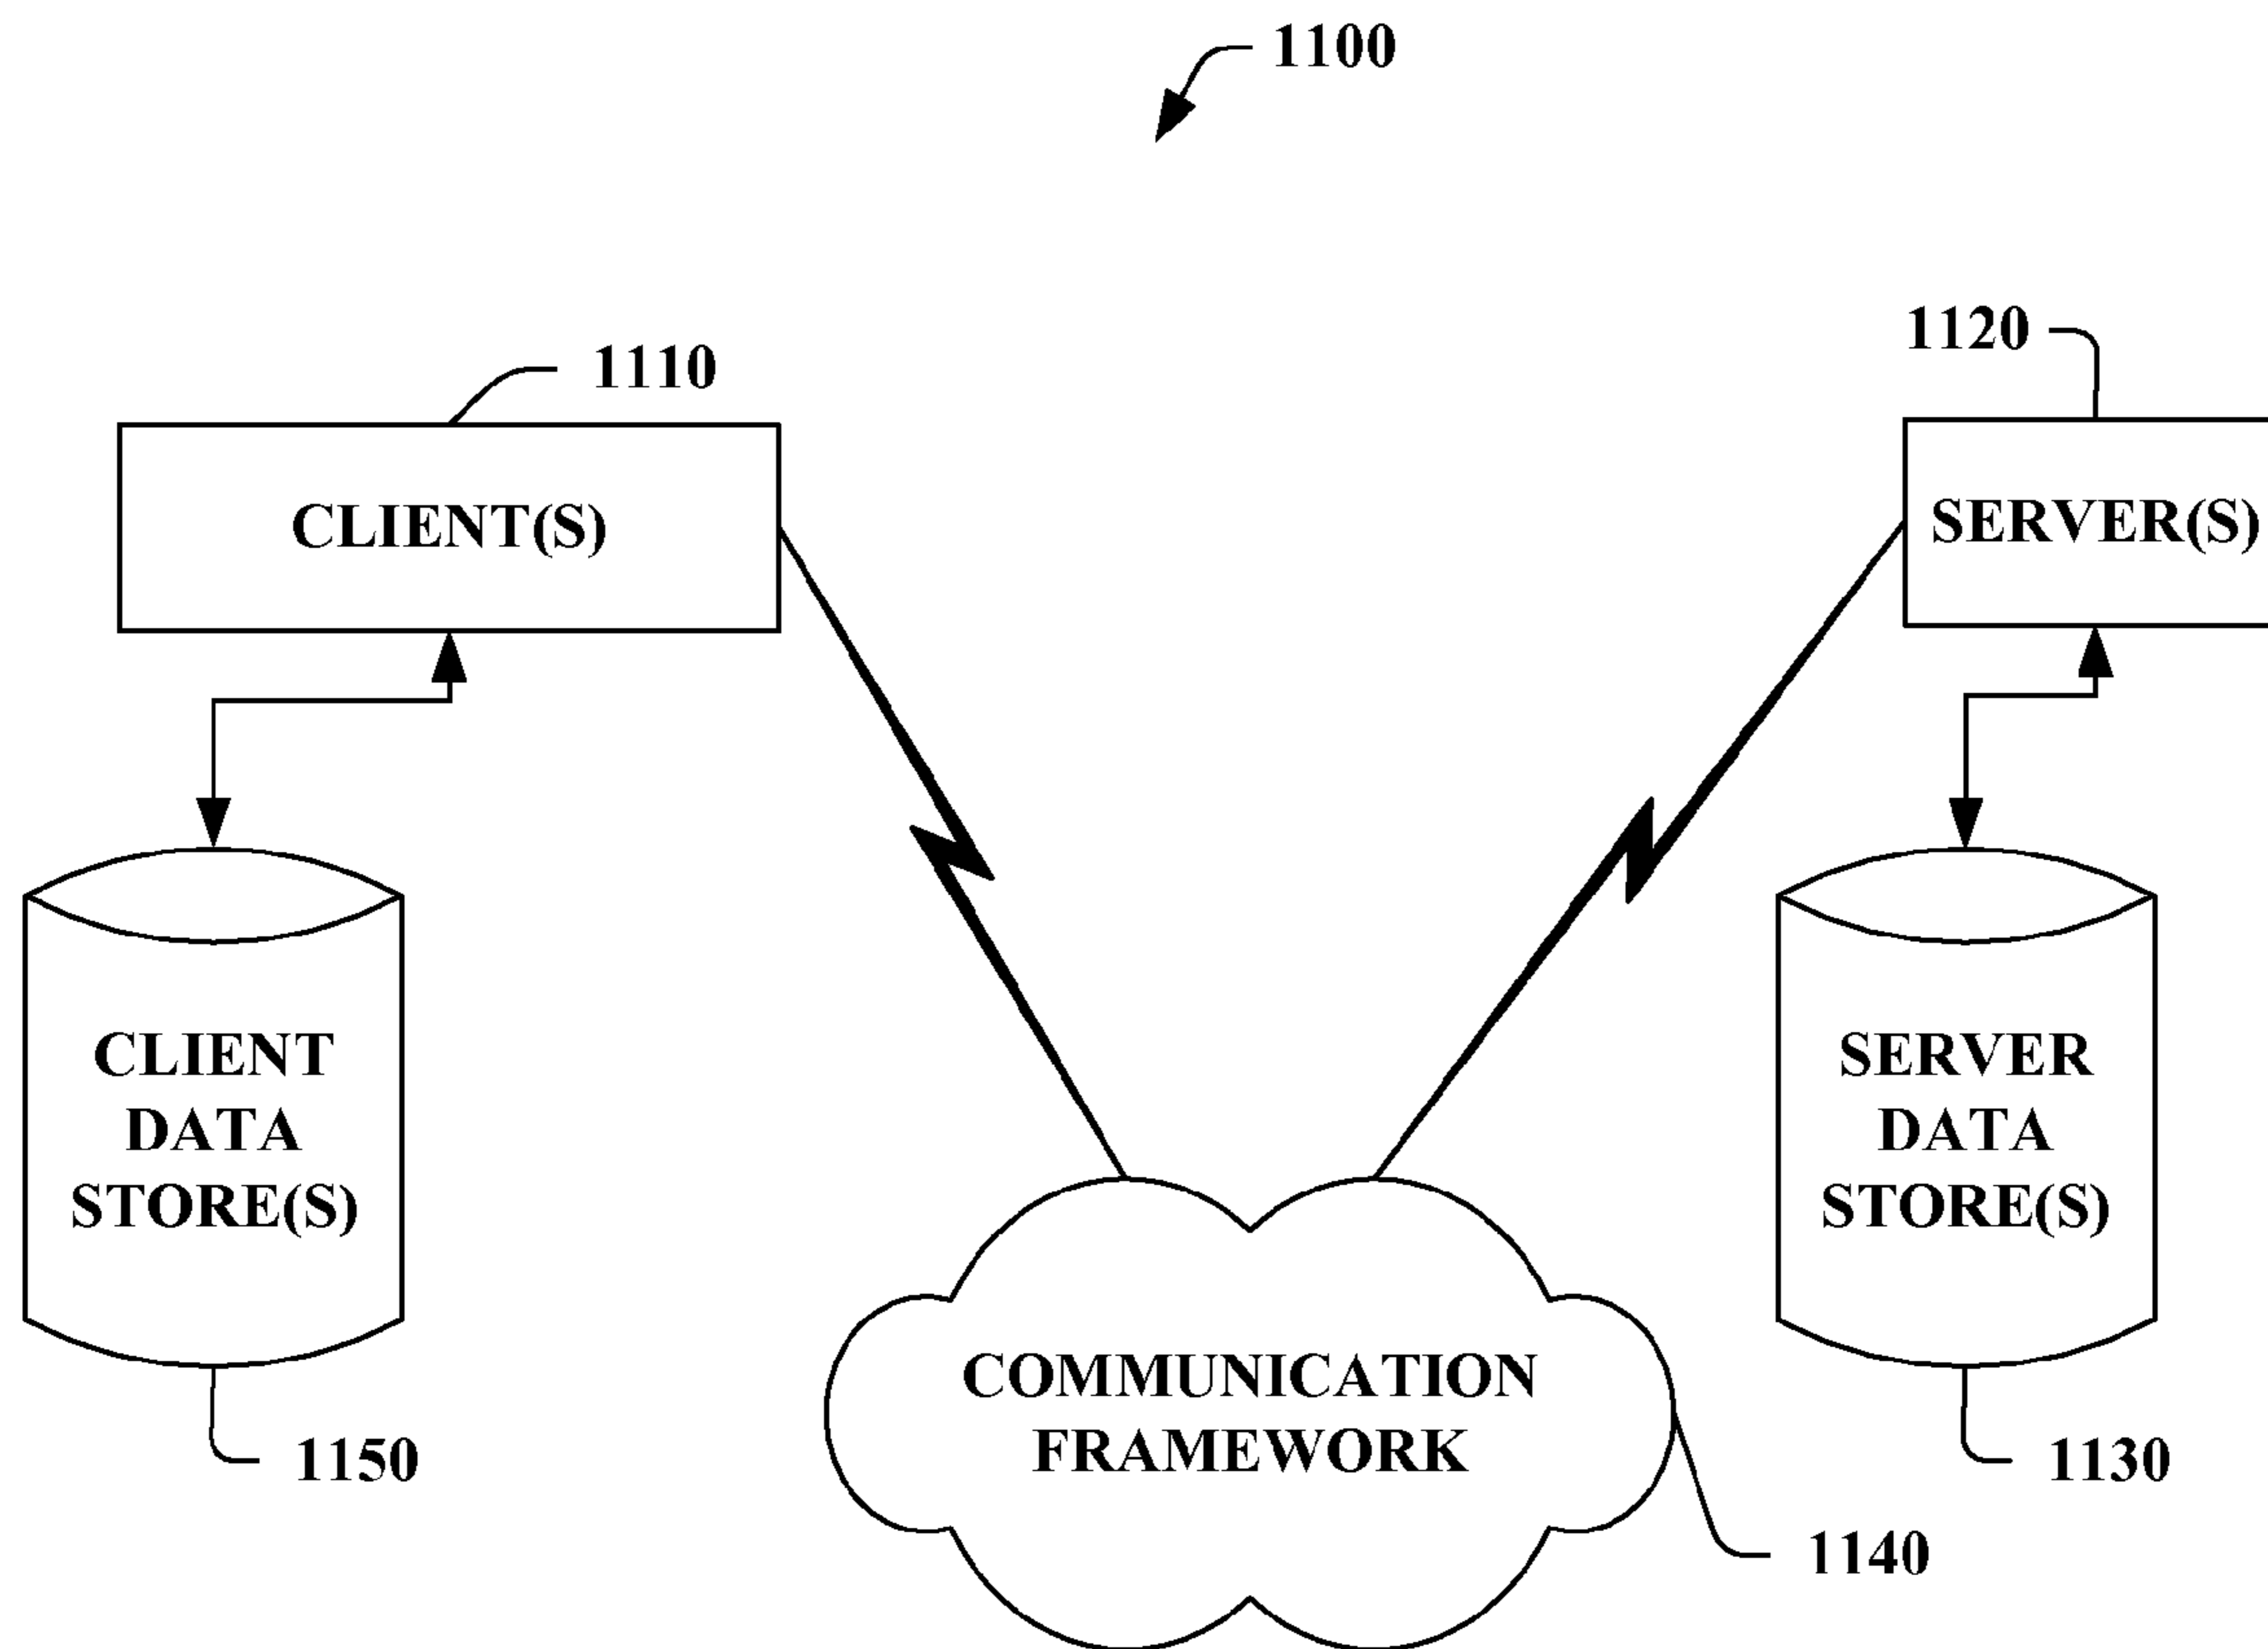 1100
1110
1120
CLIENT(S)
SERVER(S)
CLIENT
DATA
STORE(S)
SERVER
DATA
STORE(S)
COMMUNICATION
FRAMEWORK
1150
1130
1140